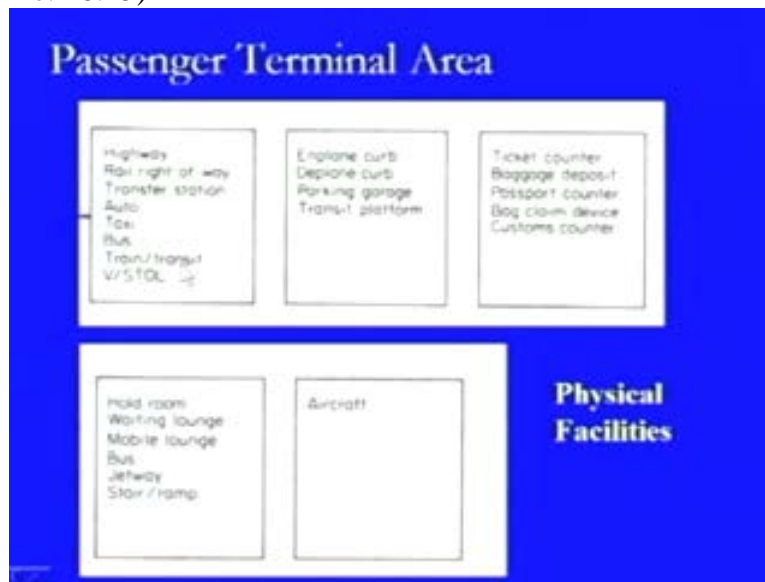 Passenger Terminal Area
Highway
Rail right of way
Transfer station
Auto
Taxi
Bus
Train/transit
V/STOL
Enplane curb
Deplane curb
Parking garage
Transit platform
Ticket counter
Baggage deposit
Passport counter
Bag claim device
Customs counter
Hold room
Waiting lounge
Mobile lounge
Bus
Jetway
Stair/ramp
Aircraft
Physical
Facilities